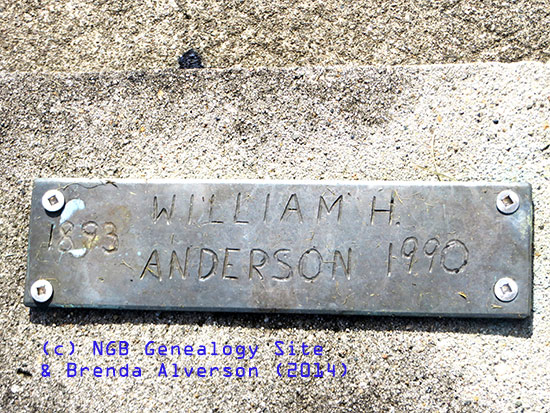 WILLIAM H.
1893 ANDERSON 1990
(c) NGB Genealogy Site
& Brenda Alverson (2014)